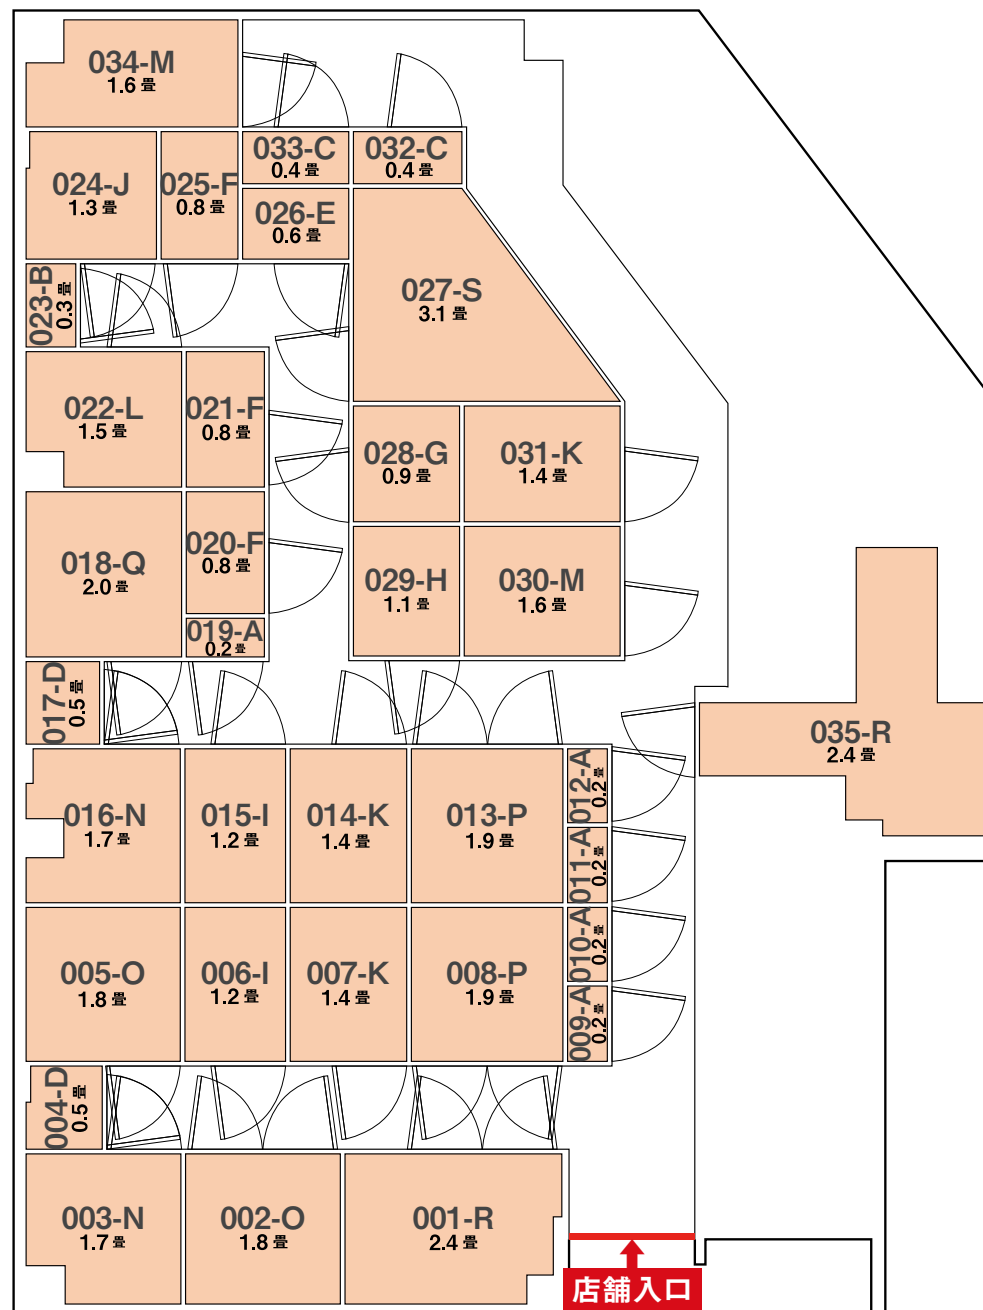 034-M
1.6 畳
033-C
0.4 畳
032-C
0.4 畳
024-J
1.3 畳
025-F
0.8 畳
026-E
0.6 畳
027-S
3.1 畳
023-B
0.3 畳
022-L
1.5 畳
021-F
0.8 畳
028-G
0.9 畳
031-K
1.4 畳
018-Q
2.0 畳
020-F
0.8 畳
029-H
1.1 畳
030-M
1.6 畳
019-A
0.2 畳
017-D
0.5 畳
035-R
2.4 畳
016-N
1.7 畳
015-I
1.2 畳
014-K
1.4 畳
013-P
1.9 畳
012-A
0.2 畳
011-A
0.2 畳
005-O
1.8 畳
006-I
1.2 畳
007-K
1.4 畳
008-P
1.9 畳
010-A
0.2 畳
009-A
0.2 畳
004-D
0.5 畳
003-N
1.7 畳
002-O
1.8 畳
001-R
2.4 畳
店舗入口